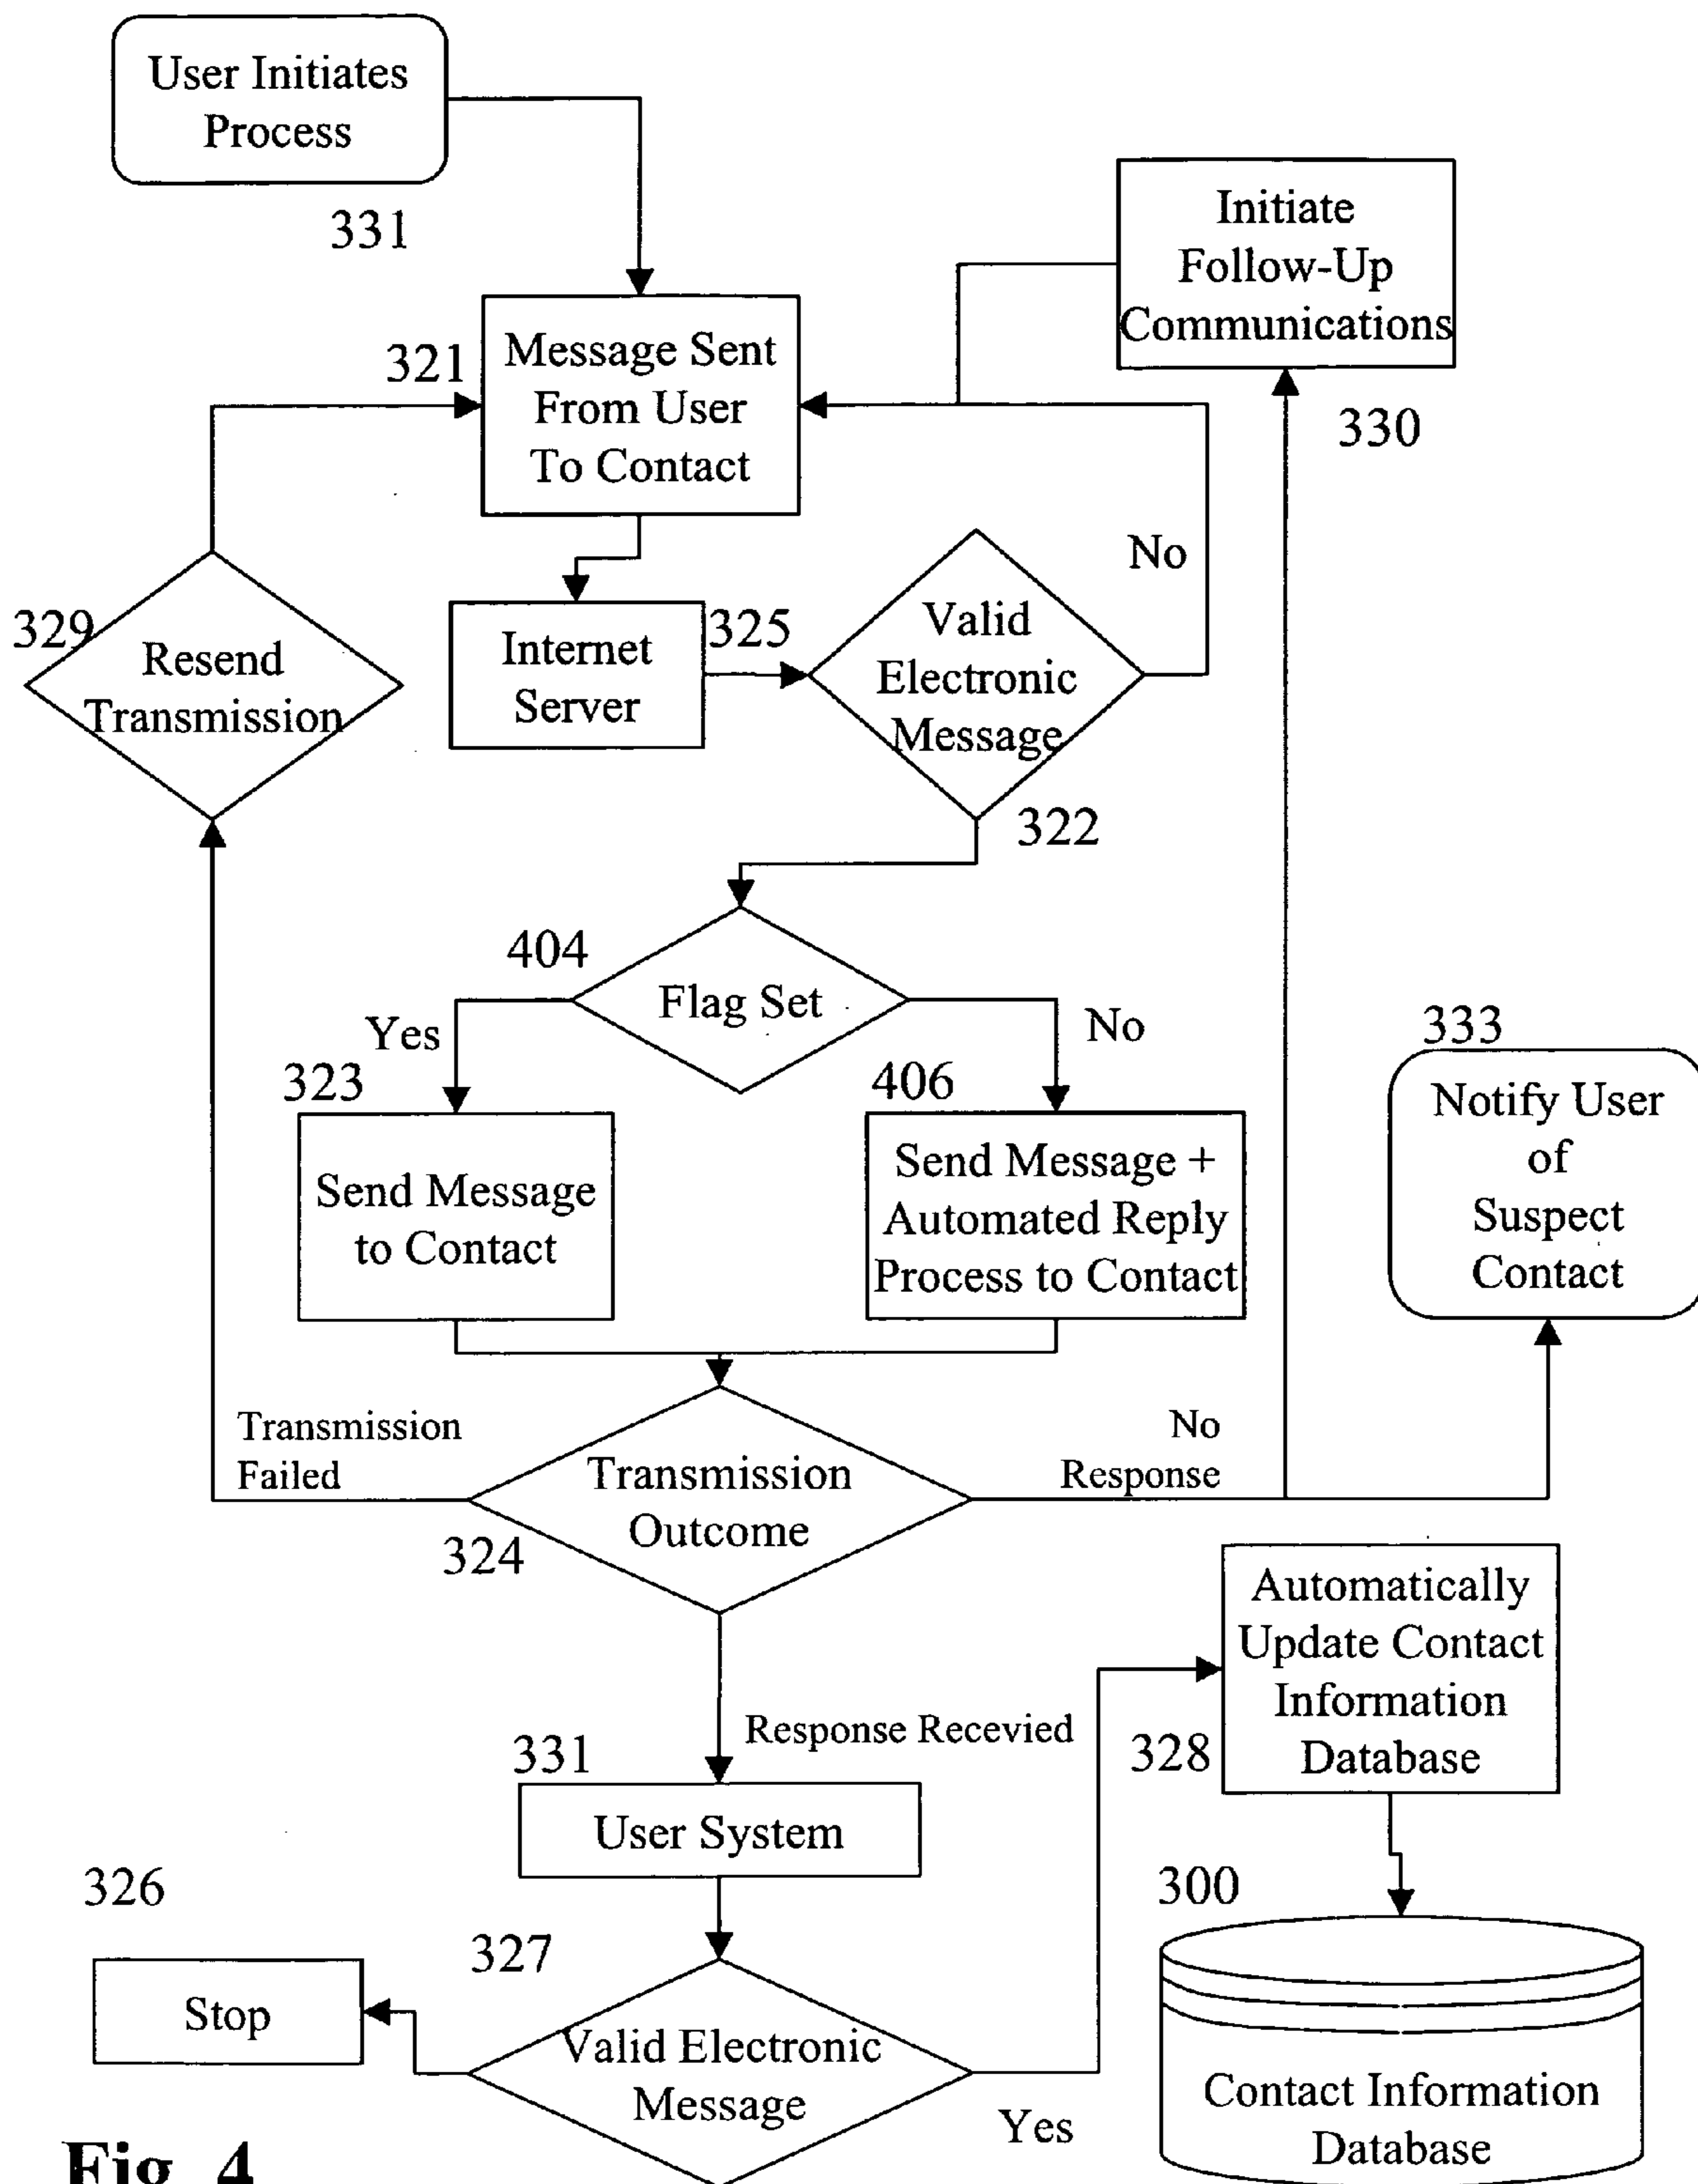 User Initiates
Process
331
Initiate
Follow-Up
Communications
330
321
Message Sent
From User
To Contact
No
329
Resend
Transmission
Internet
Server
325
Valid
Electronic
Message
322
404
Flag Set
Yes
No
323
406
333
Notify User
of
Suspect
Contact
Send Message
to Contact
Send Message +
Automated Reply
Process to Contact
Transmission
Failed
No
Response
Transmission
Outcome
324
Automatically
Update Contact
Information
Database
328
Response Recevied
331
User System
326
300
327
Stop
Valid Electronic
Message
Yes
Contact Information
Database
Fig. 4